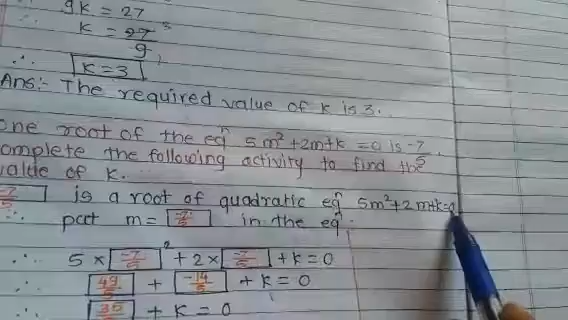 9k = 27
∴ k = 27/9
∴ k = 3
Ans:- The required value of k is 3.
One root of the eqⁿ 5m²+2m+k = 0 is -7/5.
omplete the following activity to find the
value of k.
-7/5 is a root of quadratic eqⁿ 5m²+2m+k=0
∴ put m = -7/5 in the eqⁿ.
∴ 5 × -7/5 ² + 2 × -7/5 + k = 0
∴ 49/5 + -14/5 + k = 0
∴ 35/5 + k = 0